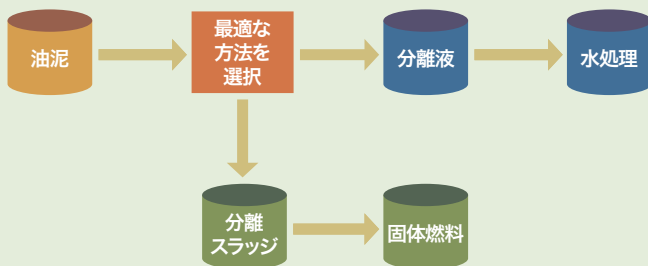 油泥
最適な
方法を
選択
分離液
水処理
分離
スラッジ
固体燃料